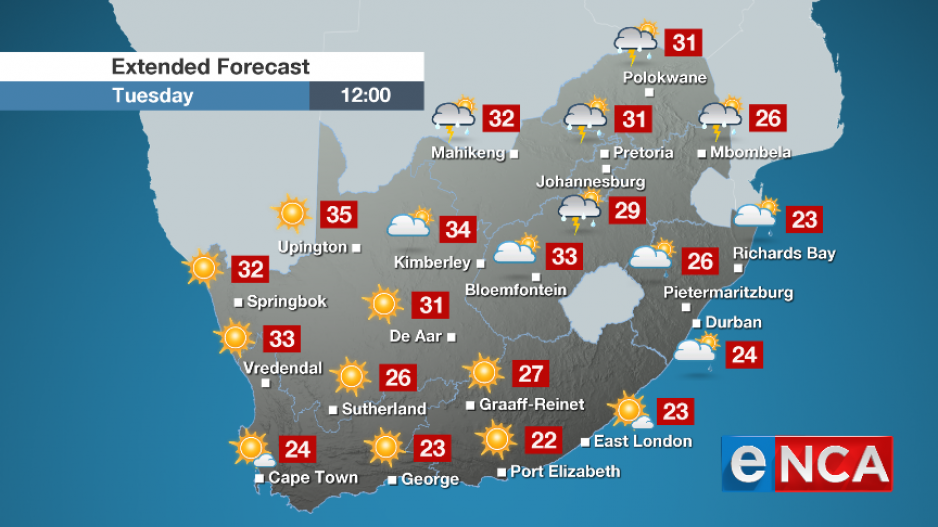 Extended Forecast
Tuesday 12:00
31
Polokwane
32
Mahikeng
31
Pretoria
26
Mbombela
Johannesburg
29
35
Upington
34
Kimberley
33
Bloemfontein
23
Richards Bay
26
Pietermaritzburg
Durban
24
32
Springbok
31
De Aar
33
Vredendal
26
Sutherland
27
Graaff-Reinet
23
East London
24
Cape Town
23
George
22
Port Elizabeth
eNCA